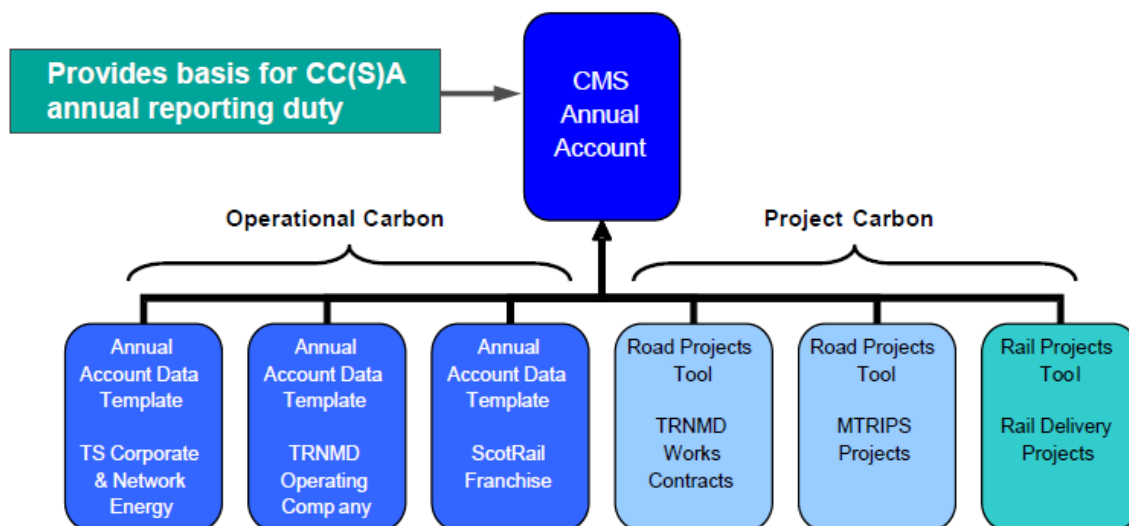 Provides basis for CC(S)A
annual reporting duty
CMS
Annual
Account
Operational Carbon
Project Carbon
Annual
Account Data
Template
TS Corporate
& Network
Energy
Annual
Account Data
Template
TRNMD
Operating
Company
Annual
Account Data
Template
ScotRail
Franchise
Road Projects
Tool
TRNMD
Works
Contracts
Road Projects
Tool
MTRIPS
Projects
Rail Projects
Tool
Rail Delivery
Projects